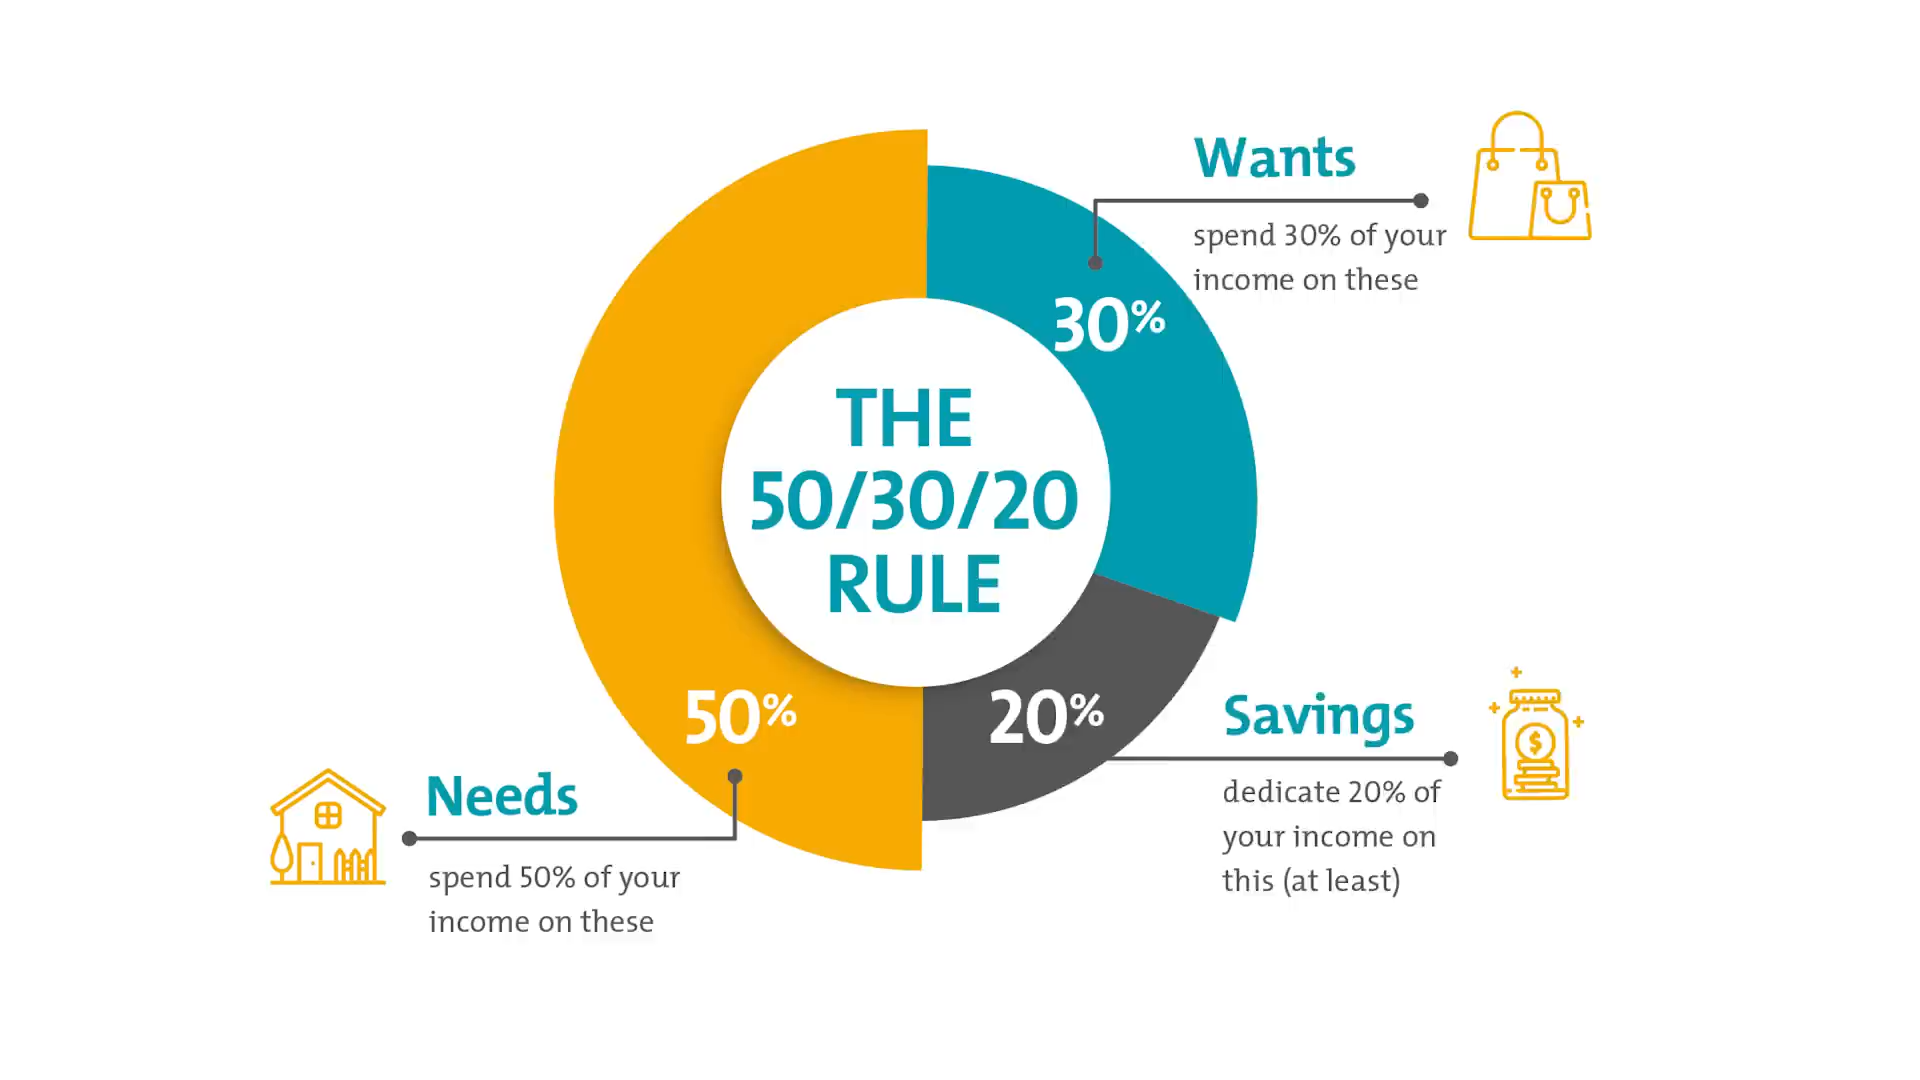 THE
50/30/20
RULE
Wants
spend 30% of your
income on these
30%
Savings
dedicate 20% of
your income on
this (at least)
20%
50%
Needs
spend 50% of your
income on these
$